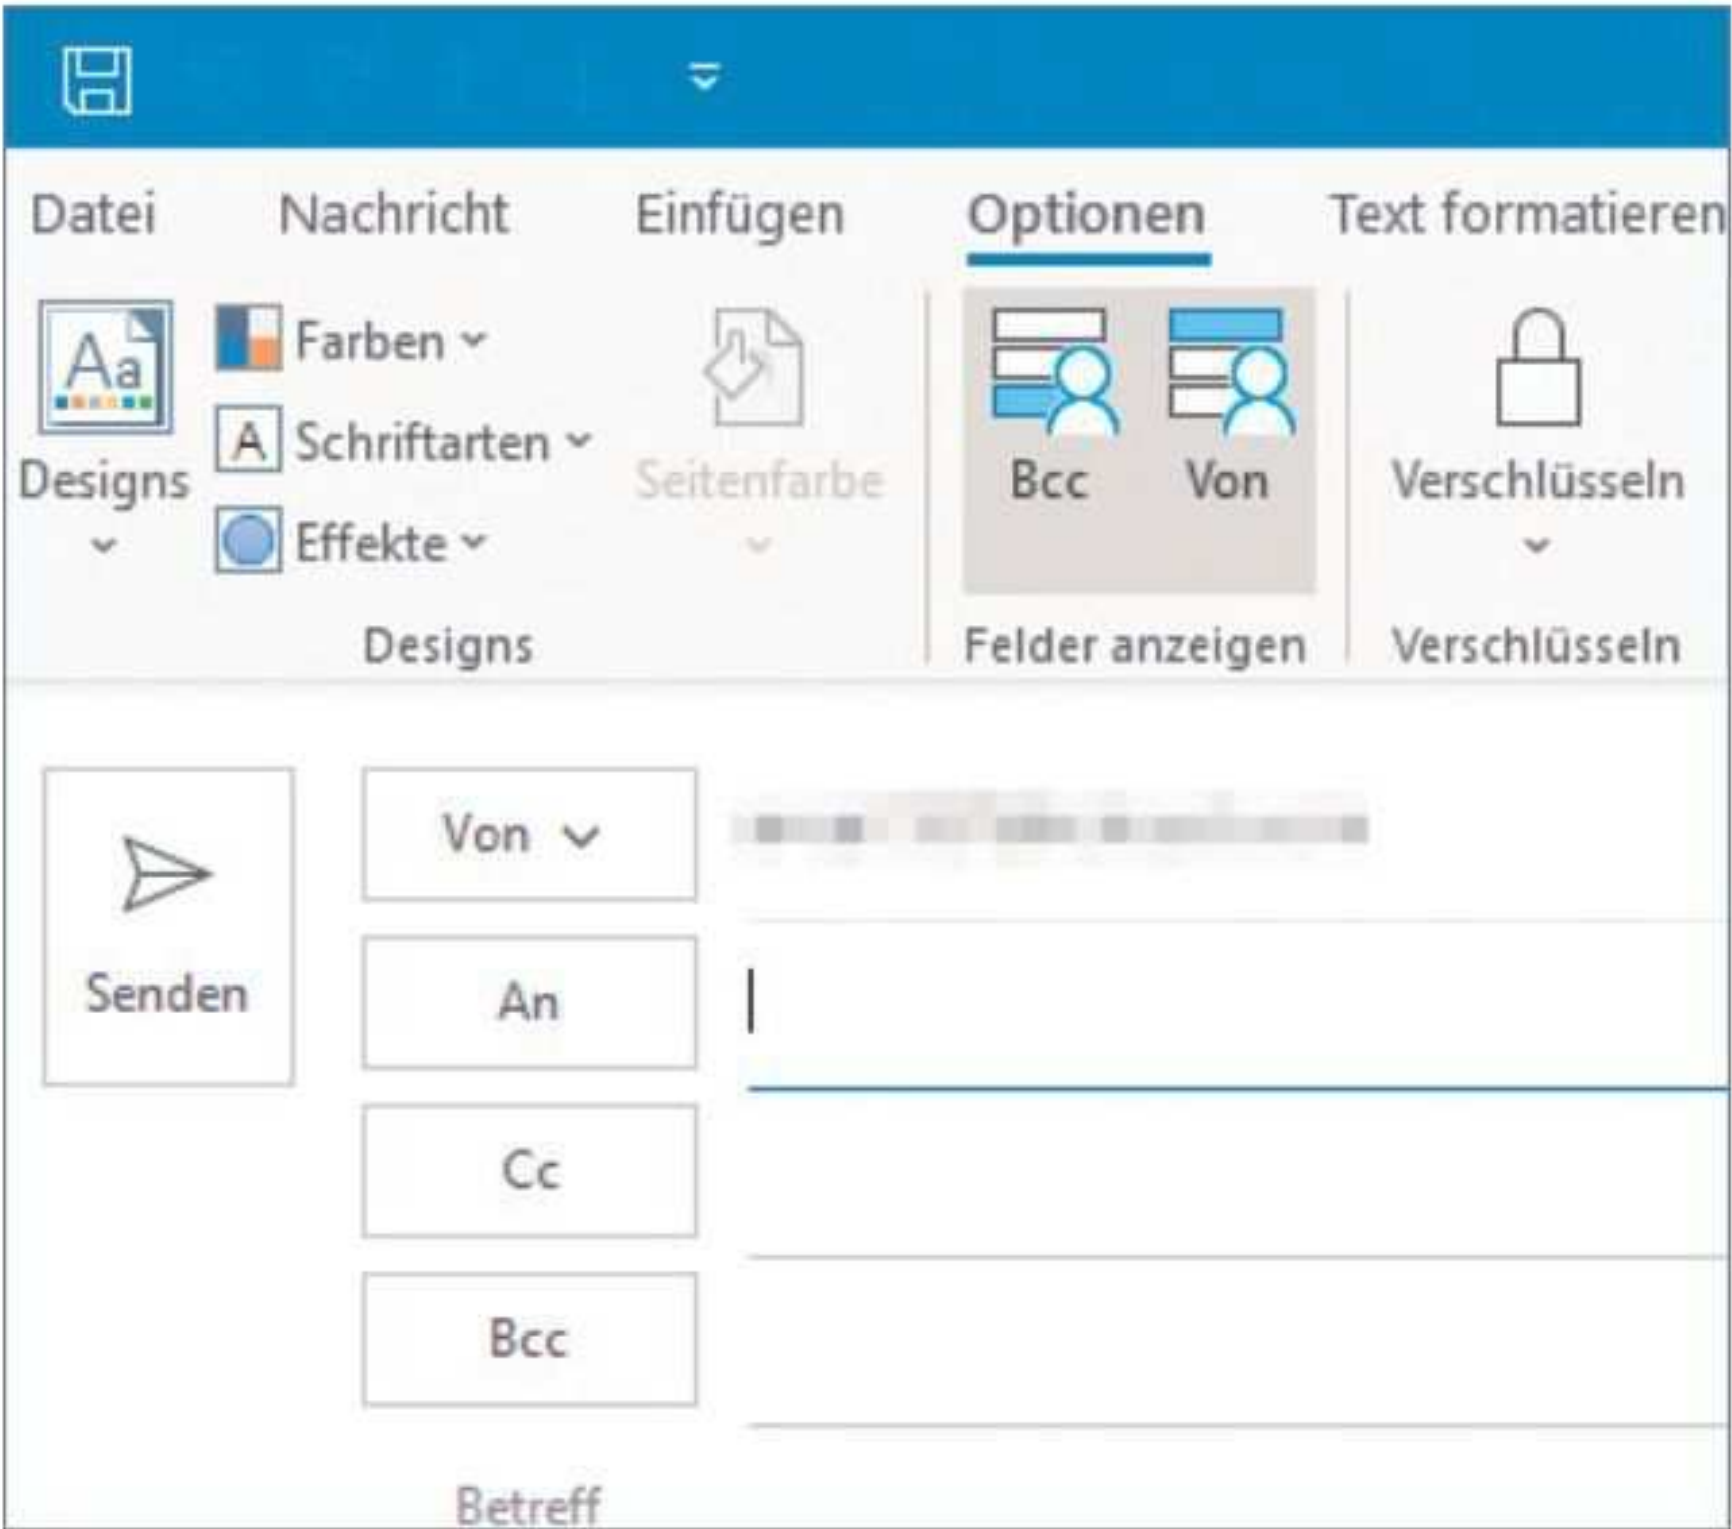 Datei Nachricht Einfügen Optionen Text formatieren
Aa Farben
A Schriftarten
Effekte
Designs Seitenfarbe Bcc Von Verschlüsseln
Designs Felder anzeigen Verschlüsseln
Von
An
Senden
Cc
Bcc
Betreff